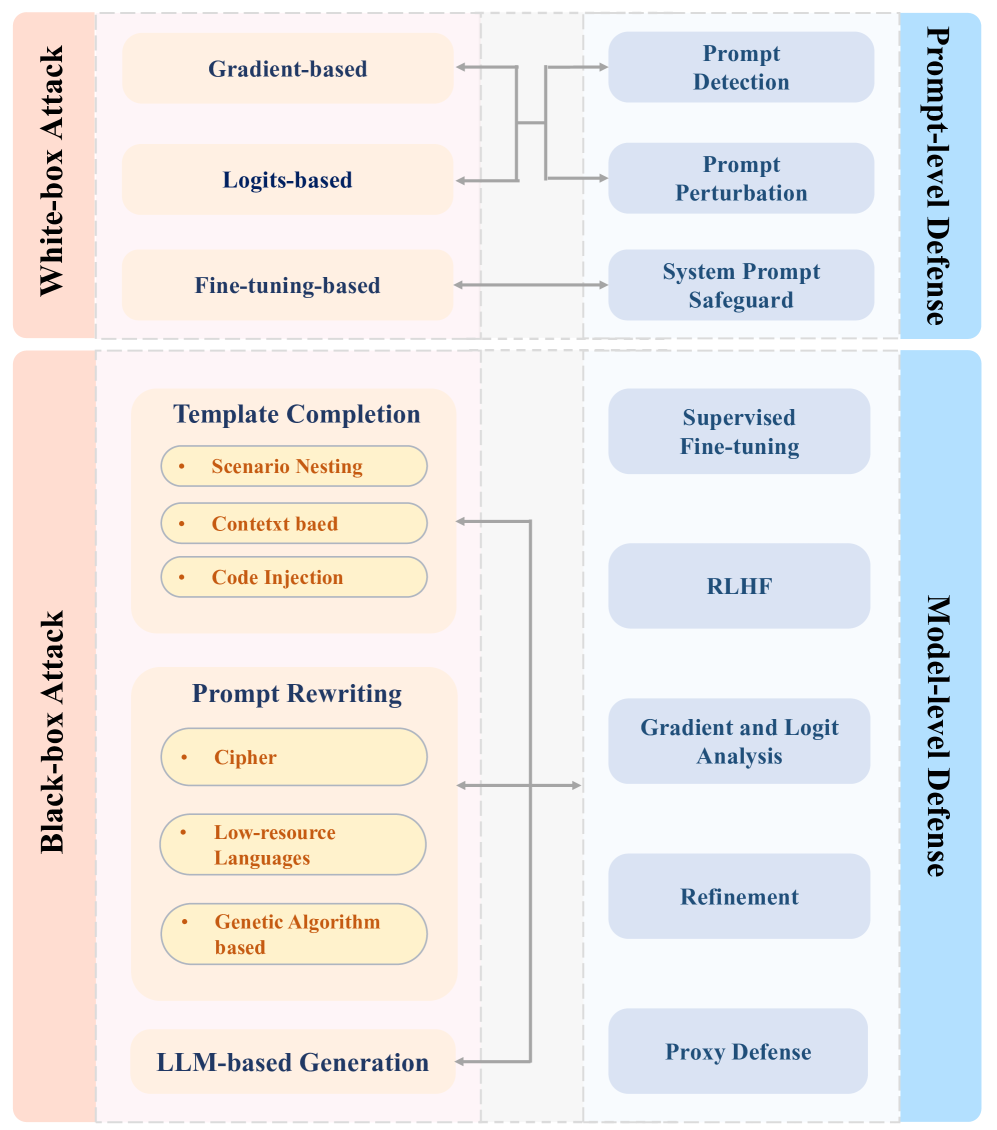 White-box Attack
Gradient-based
Logits-based
Fine-tuning-based
Prompt
Detection
Prompt
Perturbation
System Prompt
Safeguard
Prompt-level Defense
Black-box Attack
Template Completion
• Scenario Nesting
• Contetxt baed
• Code Injection
Prompt Rewriting
• Cipher
• Low-resource
Languages
• Genetic Algorithm
based
LLM-based Generation
Supervised
Fine-tuning
RLHF
Gradient and Logit
Analysis
Refinement
Proxy Defense
Model-level Defense